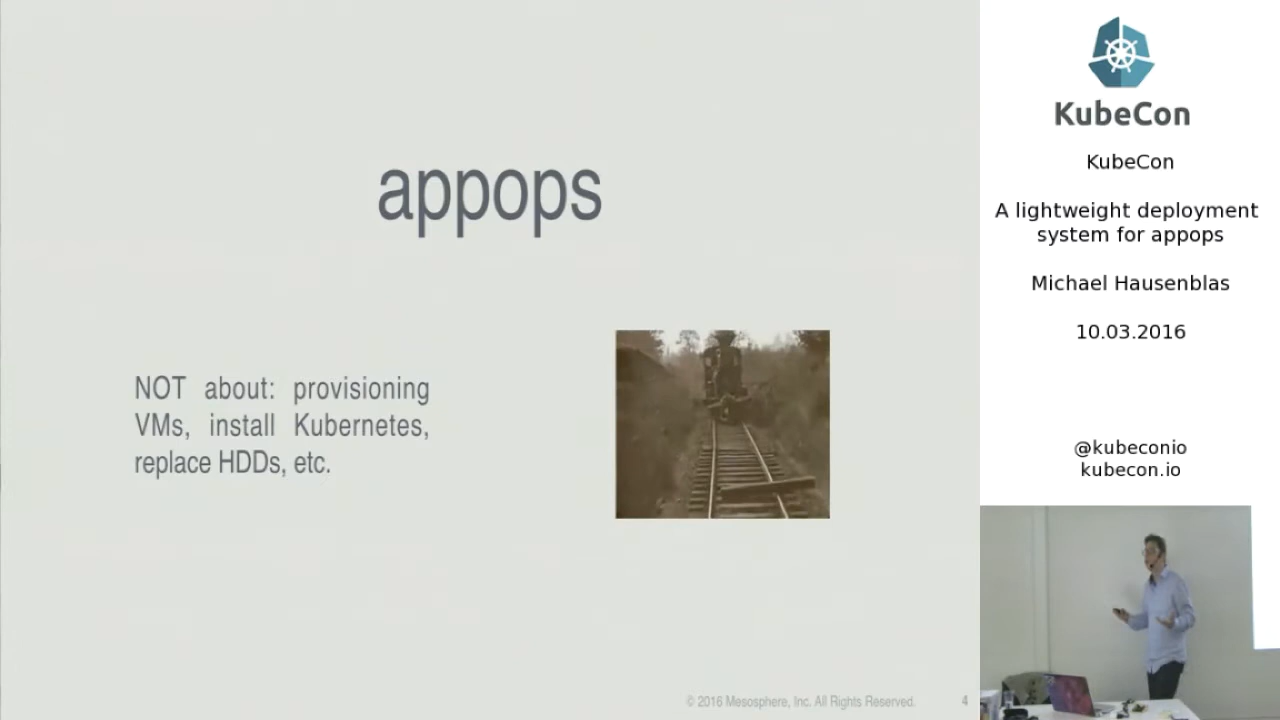 appops
NOT about: provisioning
VMs, install Kubernetes,
replace HDDs, etc.
© 2016 Mesosphere, Inc. All Rights Reserved.
4
KubeCon
KubeCon
A lightweight deployment
system for appops
Michael Hausenblas
10.03.2016
@kubeconio
kubecon.io